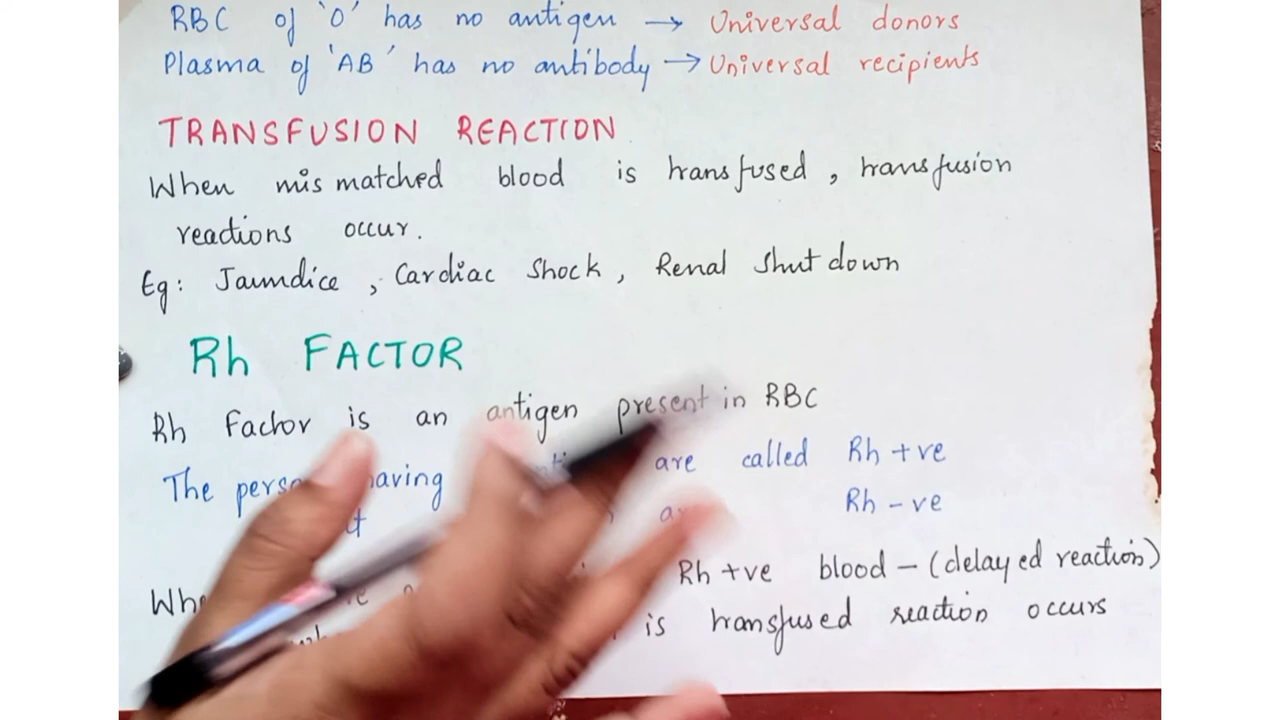 RBC of 'O' has no antigen → Universal donors
Plasma of 'AB' has no antibody → Universal recipients
TRANSFUSION REACTION
When mis matched blood is transfused, transfusion
reactions occur.
Eg: Jaundice, Cardiac Shock, Renal Shut down
Rh FACTOR
Rh Factor is an antigen present in RBC
The having are called Rh +ve
Rh -ve
Rh +ve blood - (delayed reaction)
is transfused reaction occurs